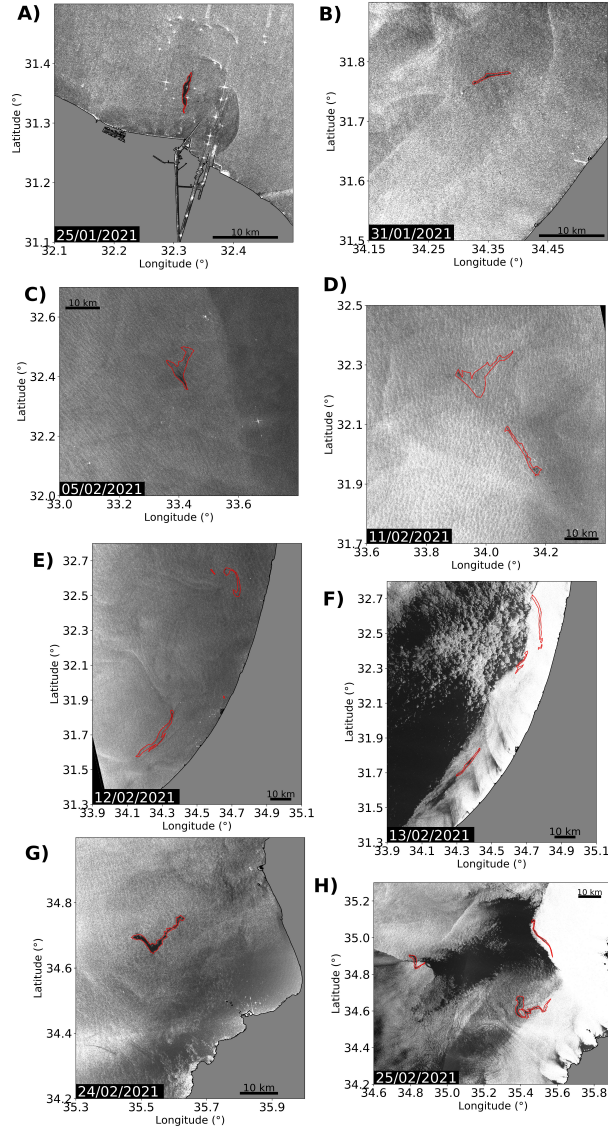 A)
31.4
31.3
31.2
31.1
Latitude (°)
25/01/2021
10 km
32.1 32.2 32.3 32.4
Longitude (°)
B)
31.8
31.7
31.6
31.5
Latitude (°)
31/01/2021
10 km
34.15 34.25 34.35 34.45
Longitude (°)
C)
10 km
32.6
32.4
32.2
32.0
Latitude (°)
05/02/2021
33.0 33.2 33.4 33.6
Longitude (°)
D)
32.5
32.3
32.1
31.9
31.7
Latitude (°)
11/02/2021
10 km
33.6 33.8 34.0 34.2
Longitude (°)
E)
32.7
32.5
32.3
32.1
31.9
31.7
31.5
31.3
Latitude (°)
12/02/2021
10 km
33.9 34.1 34.3 34.5 34.7 34.9 35.1
Longitude (°)
F)
32.7
32.5
32.3
32.1
31.9
31.7
31.5
31.3
Latitude (°)
13/02/2021
10 km
33.9 34.1 34.3 34.5 34.7 34.9 35.1
Longitude (°)
G)
34.8
34.6
34.4
34.2
Latitude (°)
24/02/2021
10 km
35.3 35.5 35.7 35.9
Longitude (°)
H)
10 km
35.2
35.0
34.8
34.6
34.4
34.2
Latitude (°)
25/02/2021
34.6 34.8 35.0 35.2 35.4 35.6 35.8
Longitude (°)